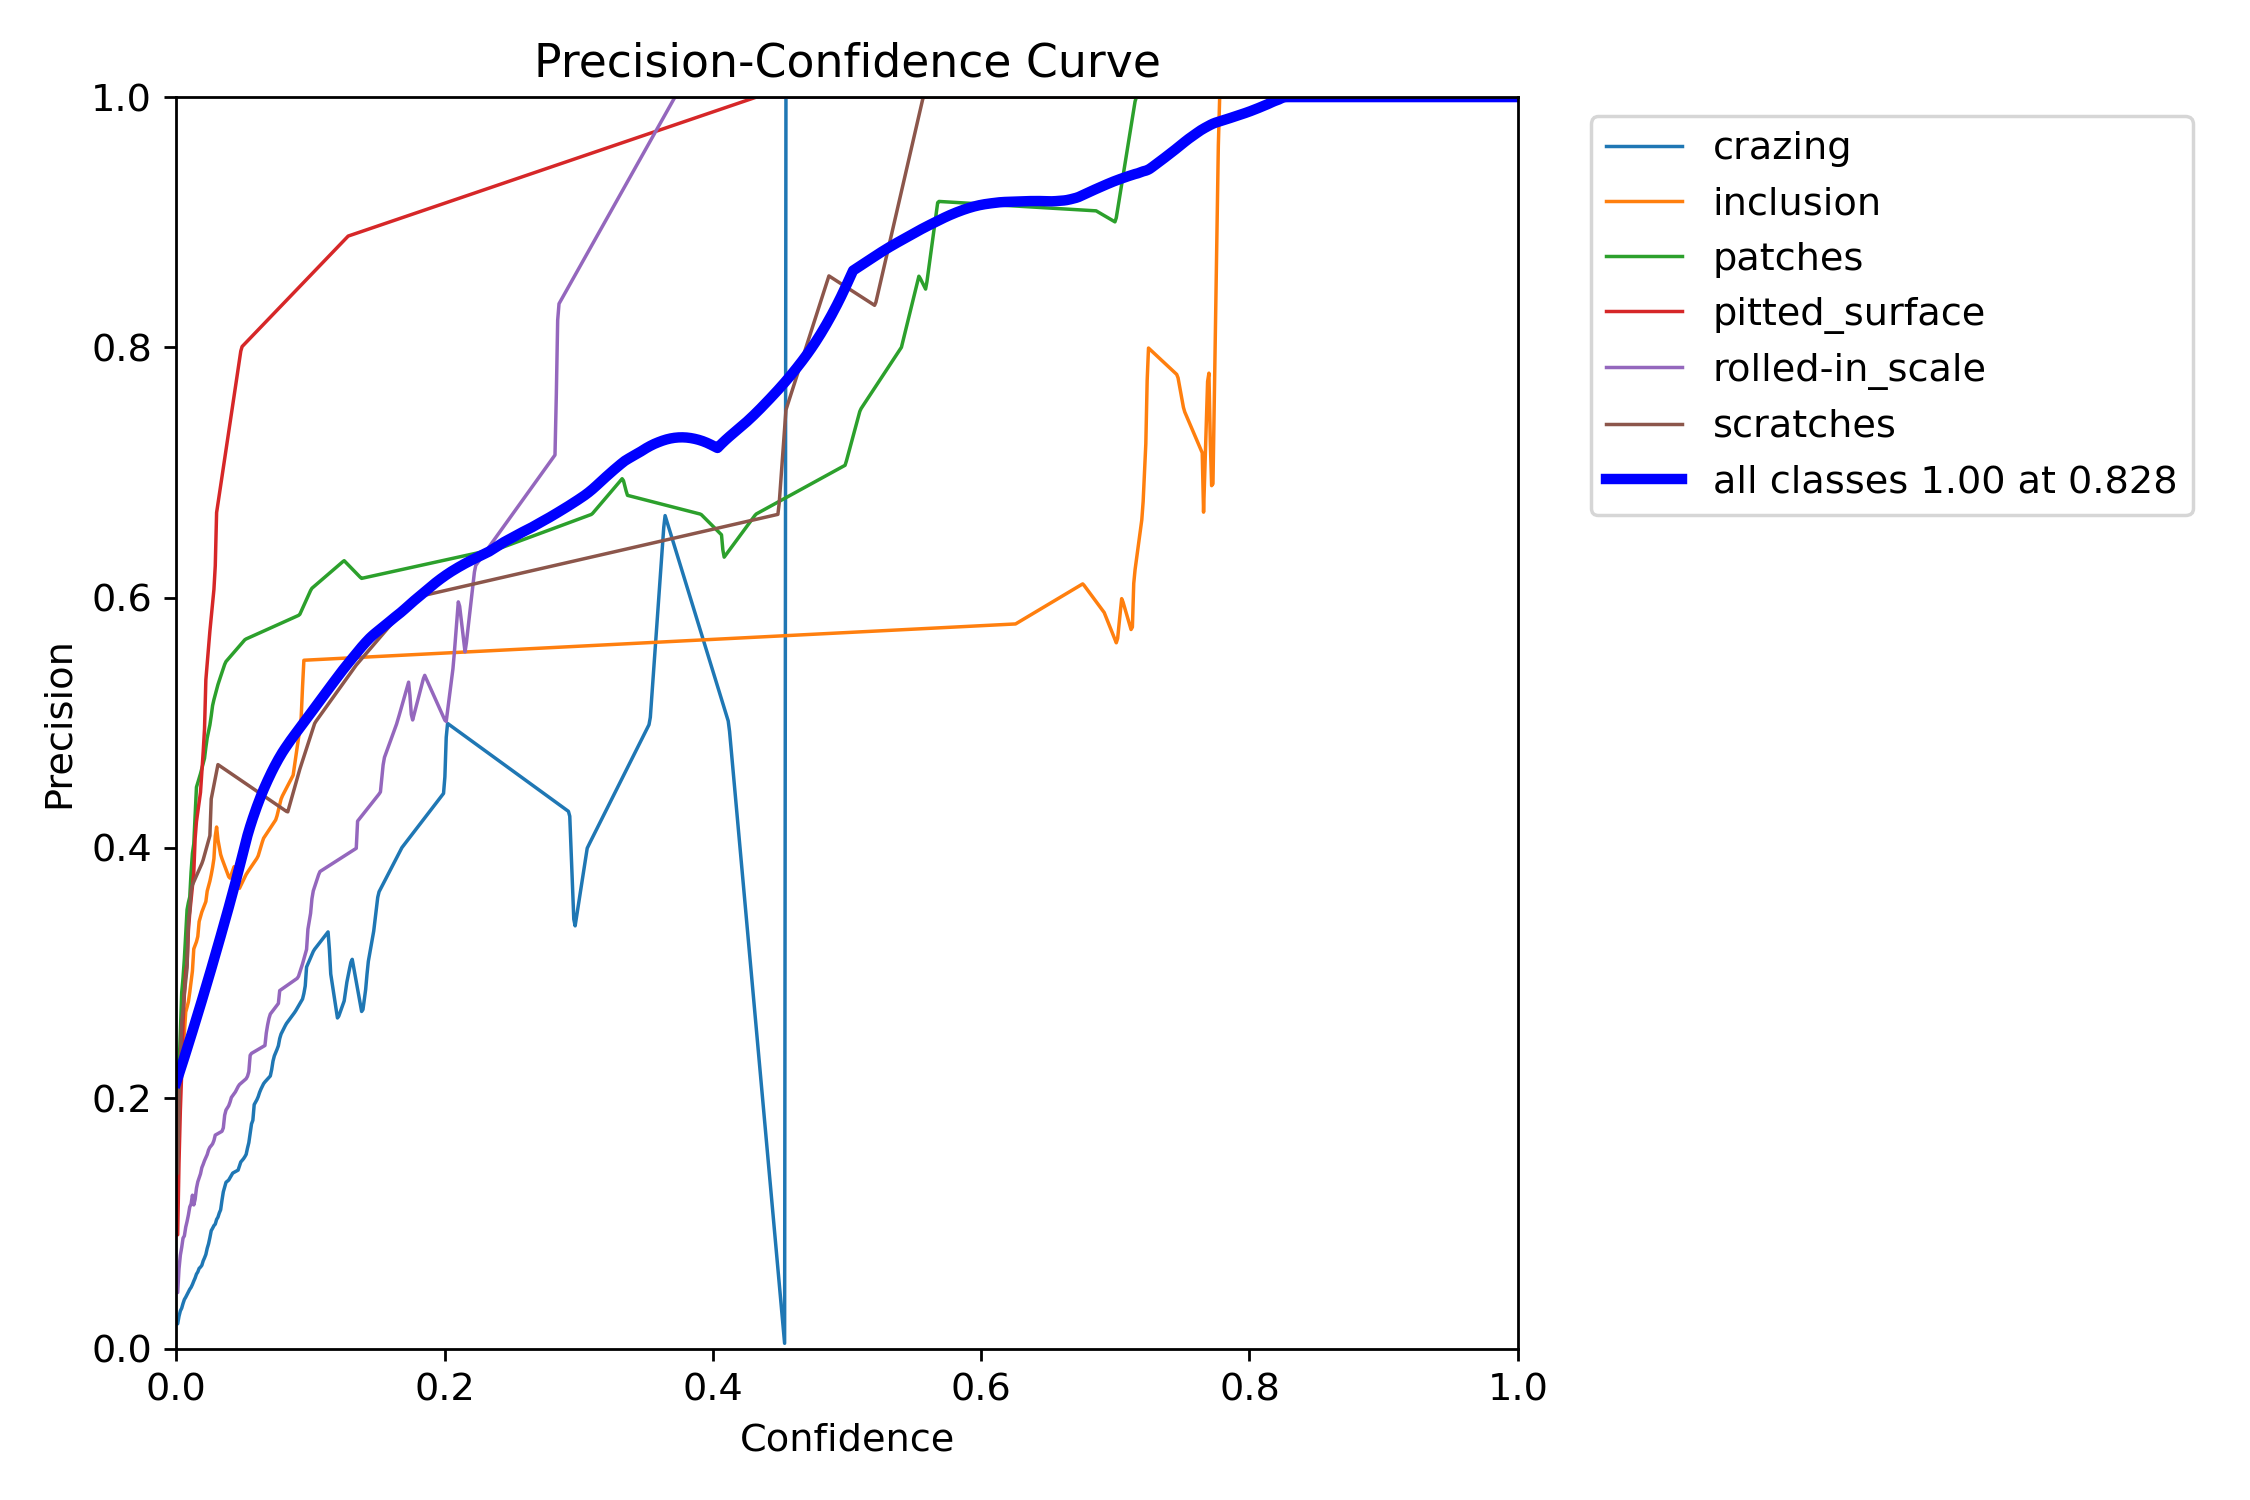 Precision-Confidence Curve
1.0
0.8
0.6
0.4
0.2
0.0
Precision
0.0 0.2 0.4 0.6 0.8 1.0
Confidence
crazing
inclusion
patches
pitted_surface
rolled-in_scale
scratches
all classes 1.00 at 0.828